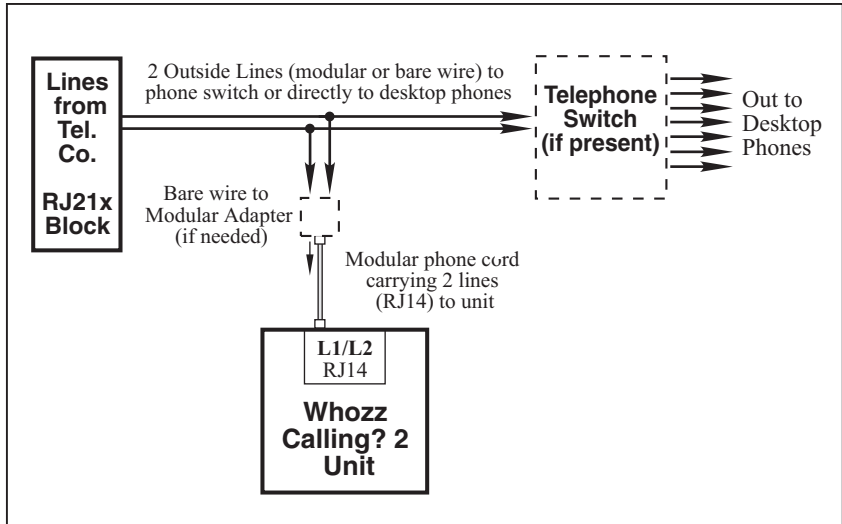 Lines
from
Tel.
Co.
RJ21x
Block
2 Outside Lines (modular or bare wire) to
phone switch or directly to desktop phones
Telephone
Switch
(if present)
Out to
Desktop
Phones
Bare wire to
Modular Adapter
(if needed)
Modular phone cord
carrying 2 lines
(RJ14) to unit
L1/L2
RJ14
Whozz
Calling? 2
Unit